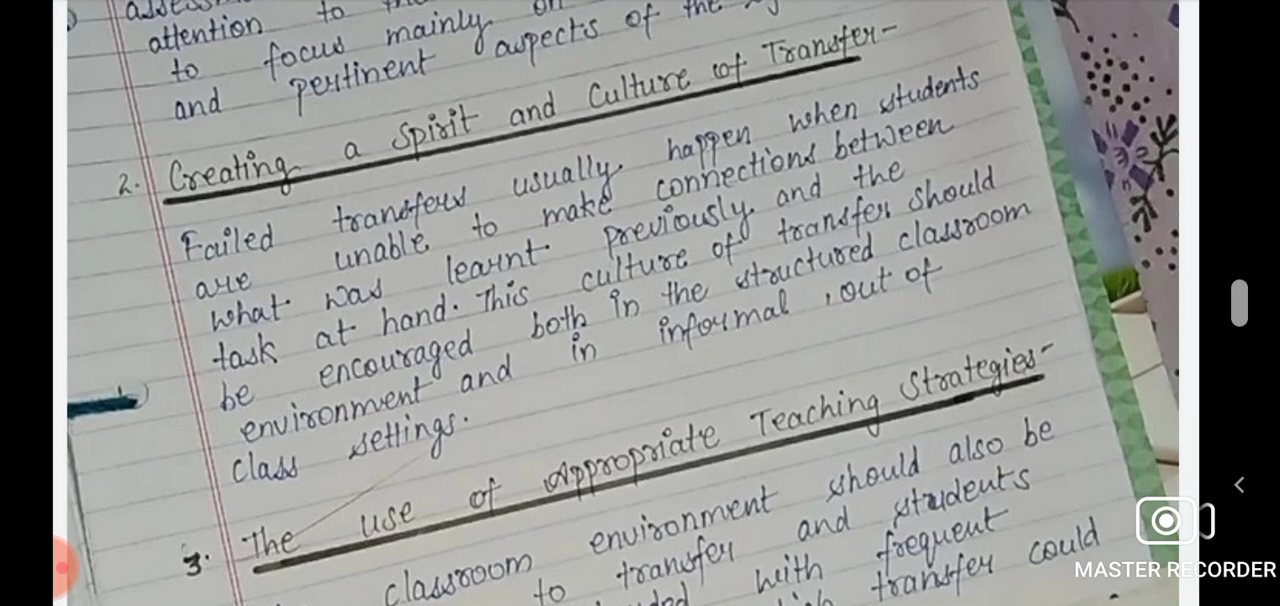 attention to
to focus mainly on
and pertinent aspects of the
2. Creating a Spirit and Culture of Transfer-
Failed transfers usually happen when students
are unable to make connections between
what was learnt previously and the
task at hand. This culture of transfer should
be encouraged both in the structured classroom
environment and in informal, out of
class settings.
3. The use of Appropriate Teaching Strategies-
classroom environment should also be
to transfer and students
with frequent
transfer could
MASTER RECORDER